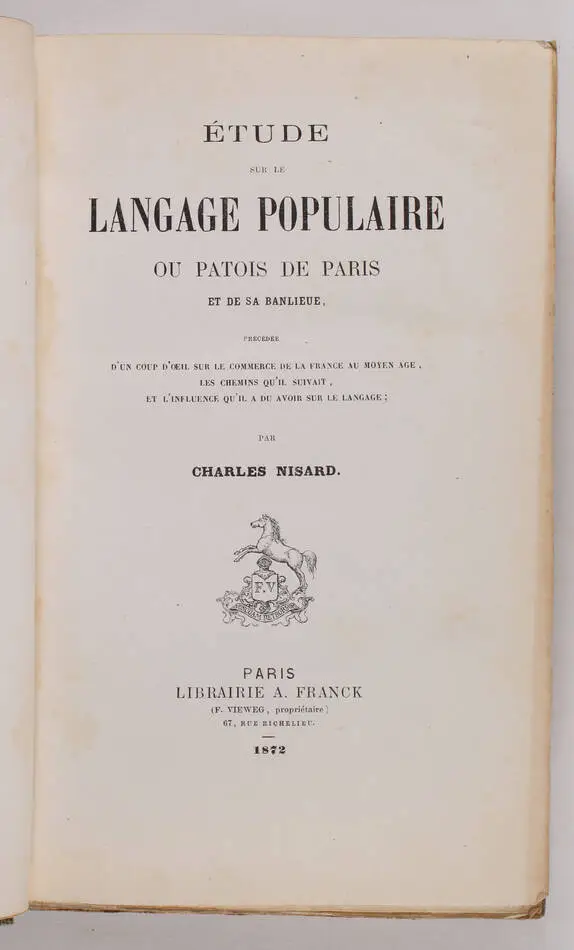 ÉTUDE
SUR LE
LANGAGE POPULAIRE
OU PATOIS DE PARIS
ET DE SA BANLIEUE,
PRÉCÉDÉE
D'UN COUP D'ŒIL SUR LE COMMERCE DE LA FRANCE AU MOYEN AGE,
LES CHEMINS QU'IL SUIVAIT,
ET L'INFLUENCE QU'IL A DU AVOIR SUR LE LANGAGE;
PAR
CHARLES NISARD.
F.V
PARIS
LIBRAIRIE A. FRANCK
(F. VIEWEG, propriétaire)
67, RUE RICHELIEU.
1872